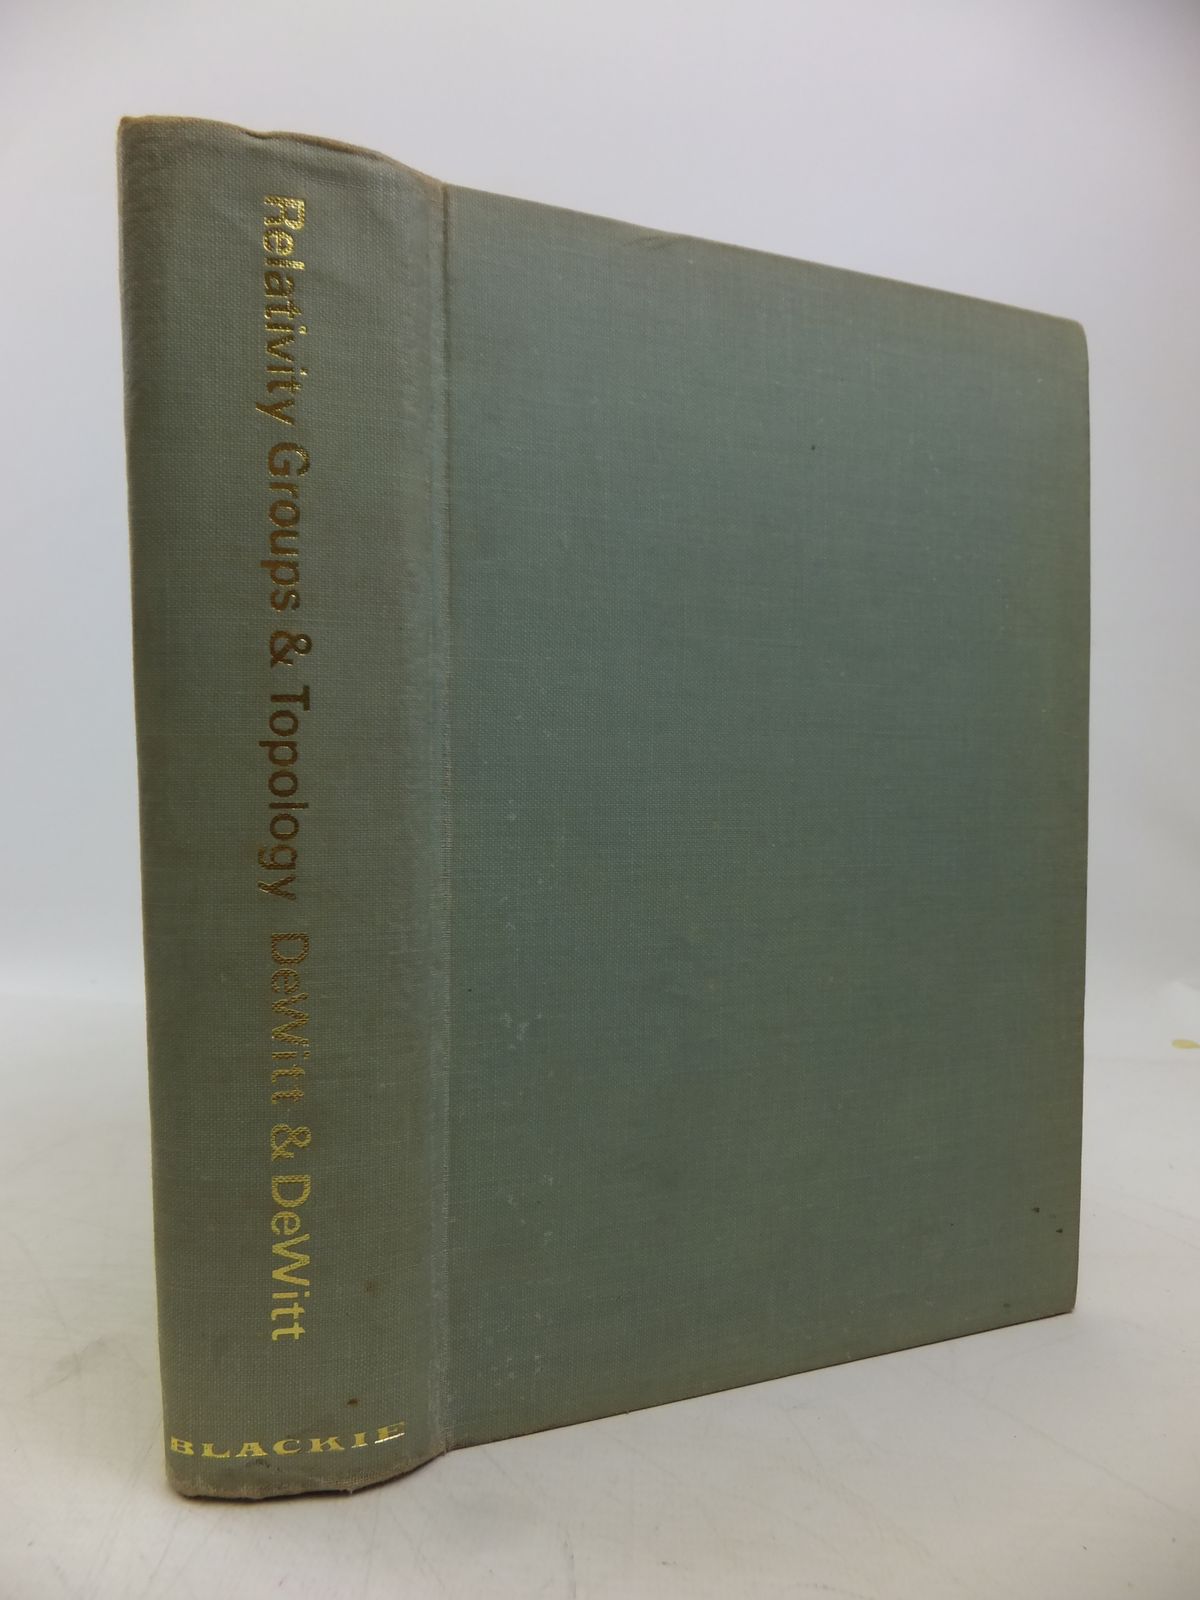 Relativity Groups & Topology DeWitt & DeWitt
BLACKIE